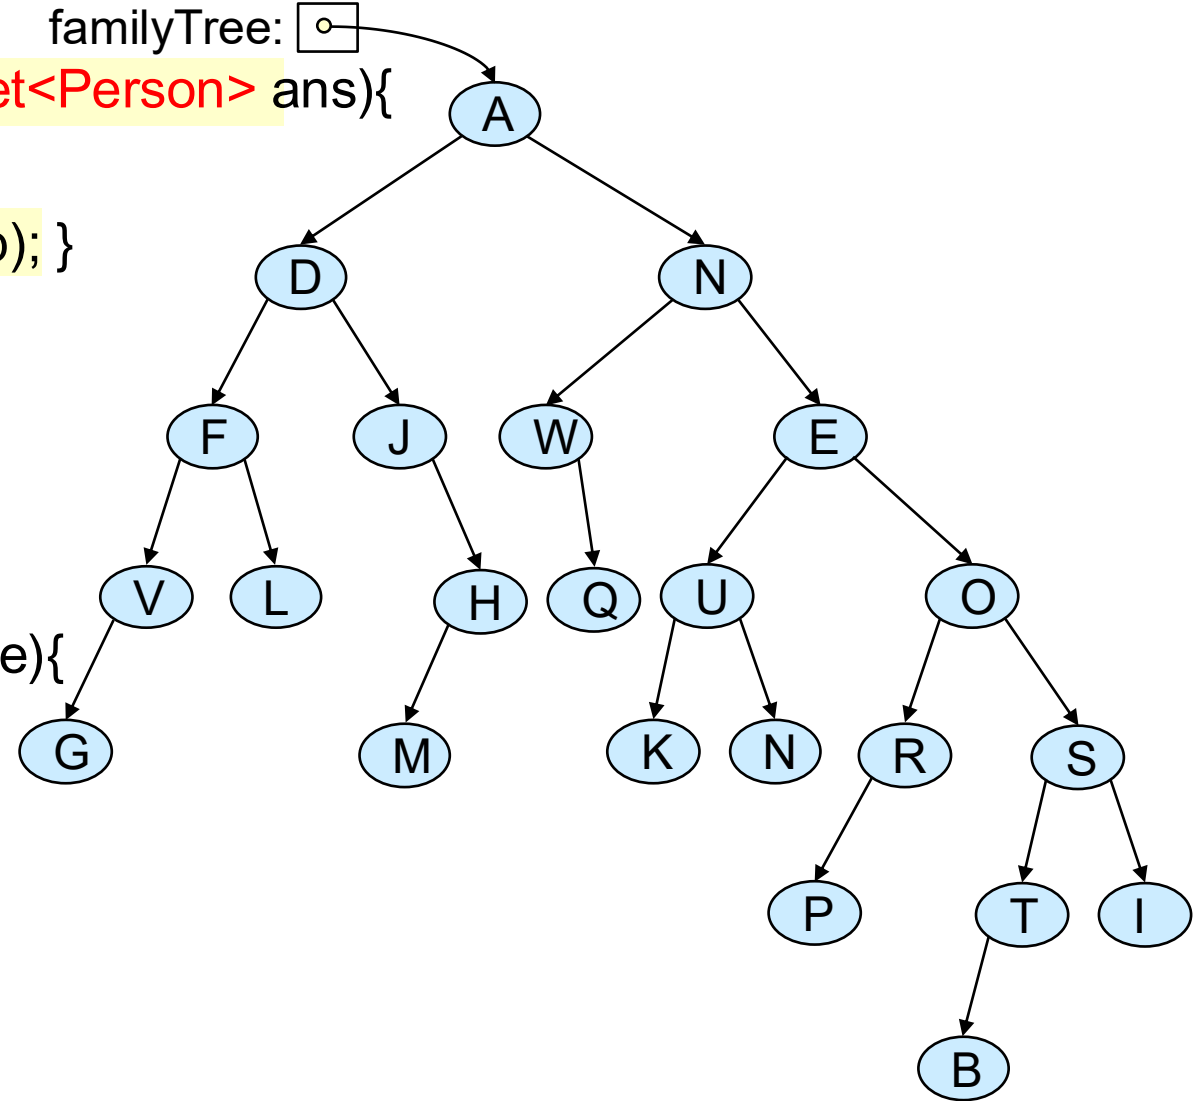 familyTree:
et<Person> ans){
A
); }
D N
F J W E
V L H Q U O
e){
G M K N R S
P T I
B